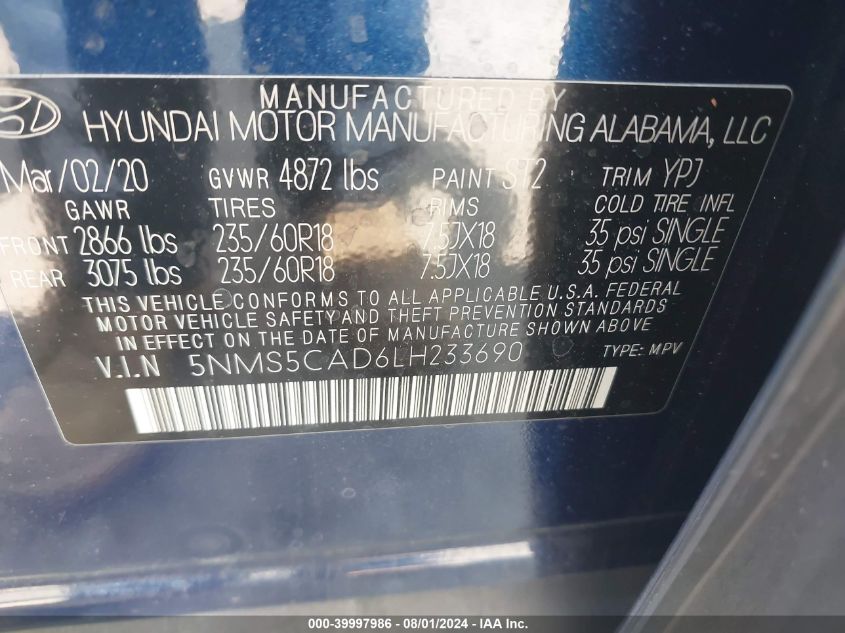 MANUFACTURED BY
HYUNDAI MOTOR MANUFACTURING ALABAMA, LLC
Mar/02/20 GVWR 4872 lbs PAINT ST2 TRIM YPJ
GAWR TIRES RIMS COLD TIRE INFL
FRONT 2866 lbs 235/60R18 7.5JX18 35 psi SINGLE
REAR 3075 lbs 235/60R18 7.5JX18 35 psi SINGLE
THIS VEHICLE CONFORMS TO ALL APPLICABLE U.S.A. FEDERAL
MOTOR VEHICLE SAFETY AND THEFT PREVENTION STANDARDS
IN EFFECT ON THE DATE OF MANUFACTURE SHOWN ABOVE
V.I.N 5NMS5CAD6LH233690 TYPE: MPV
000-39997986 - 08/01/2024 - IAA Inc.